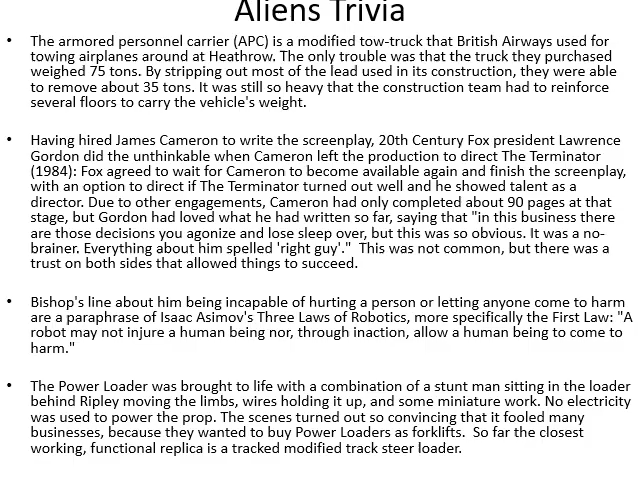 Aliens Trivia
• The armored personnel carrier (APC) is a modified tow-truck that British Airways used for
towing airplanes around at Heathrow. The only trouble was that the truck they purchased
weighed 75 tons. By stripping out most of the lead used in its construction, they were able
to remove about 35 tons. It was still so heavy that the construction team had to reinforce
several floors to carry the vehicle's weight.
• Having hired James Cameron to write the screenplay, 20th Century Fox president Lawrence
Gordon did the unthinkable when Cameron left the production to direct The Terminator
(1984): Fox agreed to wait for Cameron to become available again and finish the screenplay,
with an option to direct if The Terminator turned out well and he showed talent as a
director. Due to other engagements, Cameron had only completed about 90 pages at that
stage, but Gordon had loved what he had written so far, saying that "in this business there
are those decisions you agonize and lose sleep over, but this was so obvious. It was a no-
brainer. Everything about him spelled 'right guy'."  This was not common, but there was a
trust on both sides that allowed things to succeed.
• Bishop's line about him being incapable of hurting a person or letting anyone come to harm
are a paraphrase of Isaac Asimov's Three Laws of Robotics, more specifically the First Law: "A
robot may not injure a human being nor, through inaction, allow a human being to come to
harm."
• The Power Loader was brought to life with a combination of a stunt man sitting in the loader
behind Ripley moving the limbs, wires holding it up, and some miniature work. No electricity
was used to power the prop. The scenes turned out so convincing that it fooled many
businesses, because they wanted to buy Power Loaders as forklifts.  So far the closest
working, functional replica is a tracked modified track steer loader.